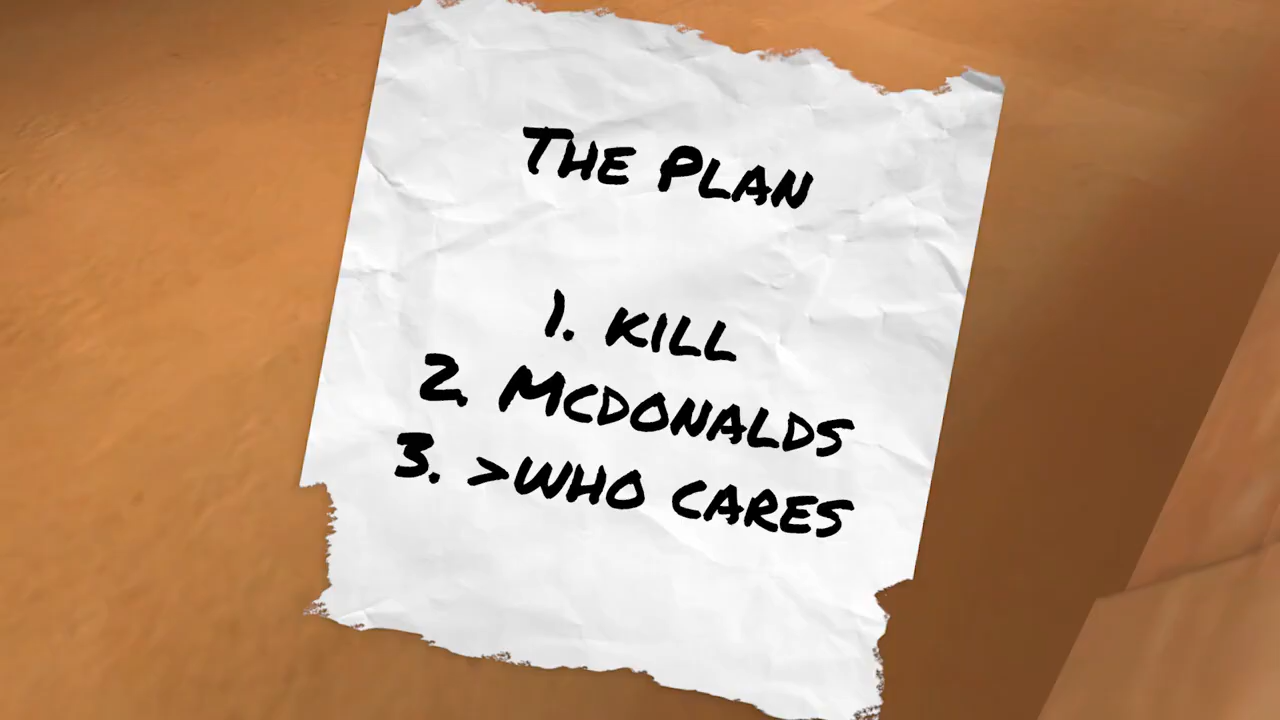 The Plan
1. Kill
2. McDonalds
3. >who cares